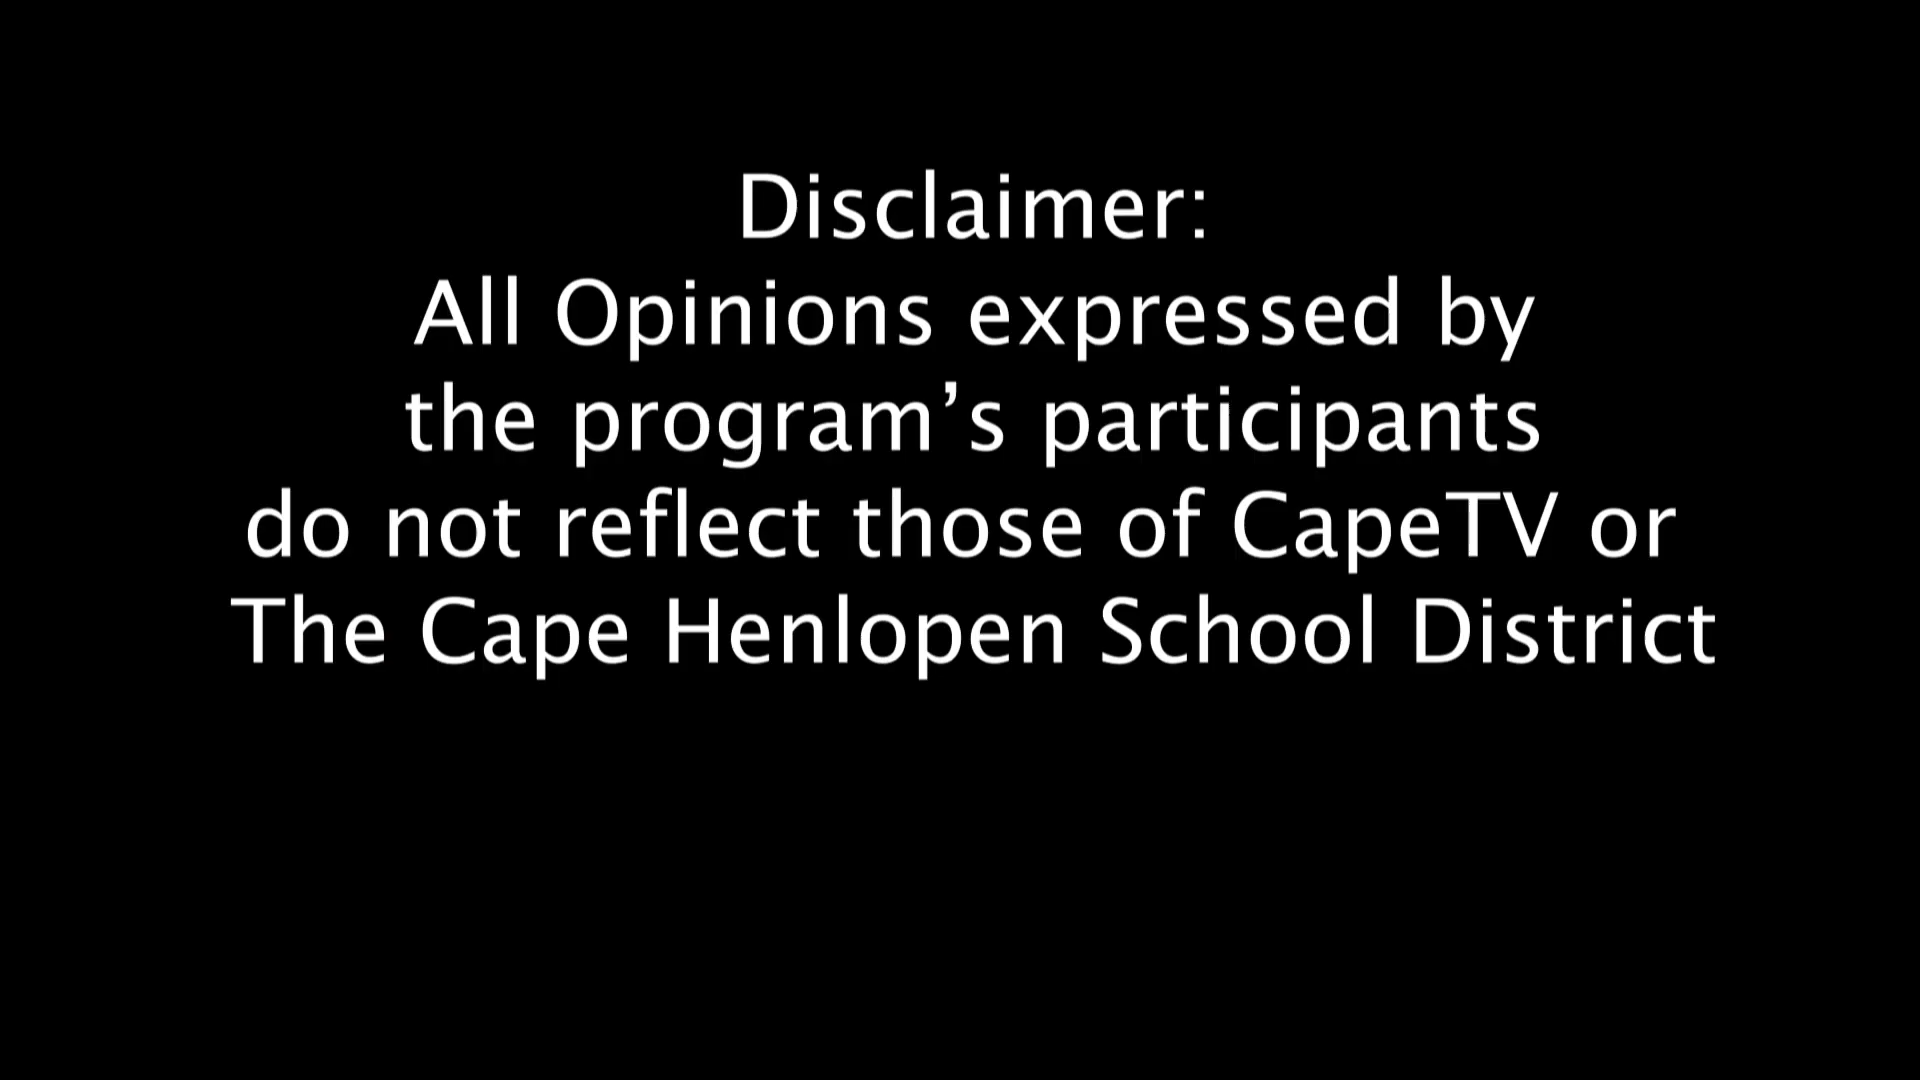 Disclaimer:
All Opinions expressed by
the program’s participants
do not reflect those of CapeTV or
The Cape Henlopen School District